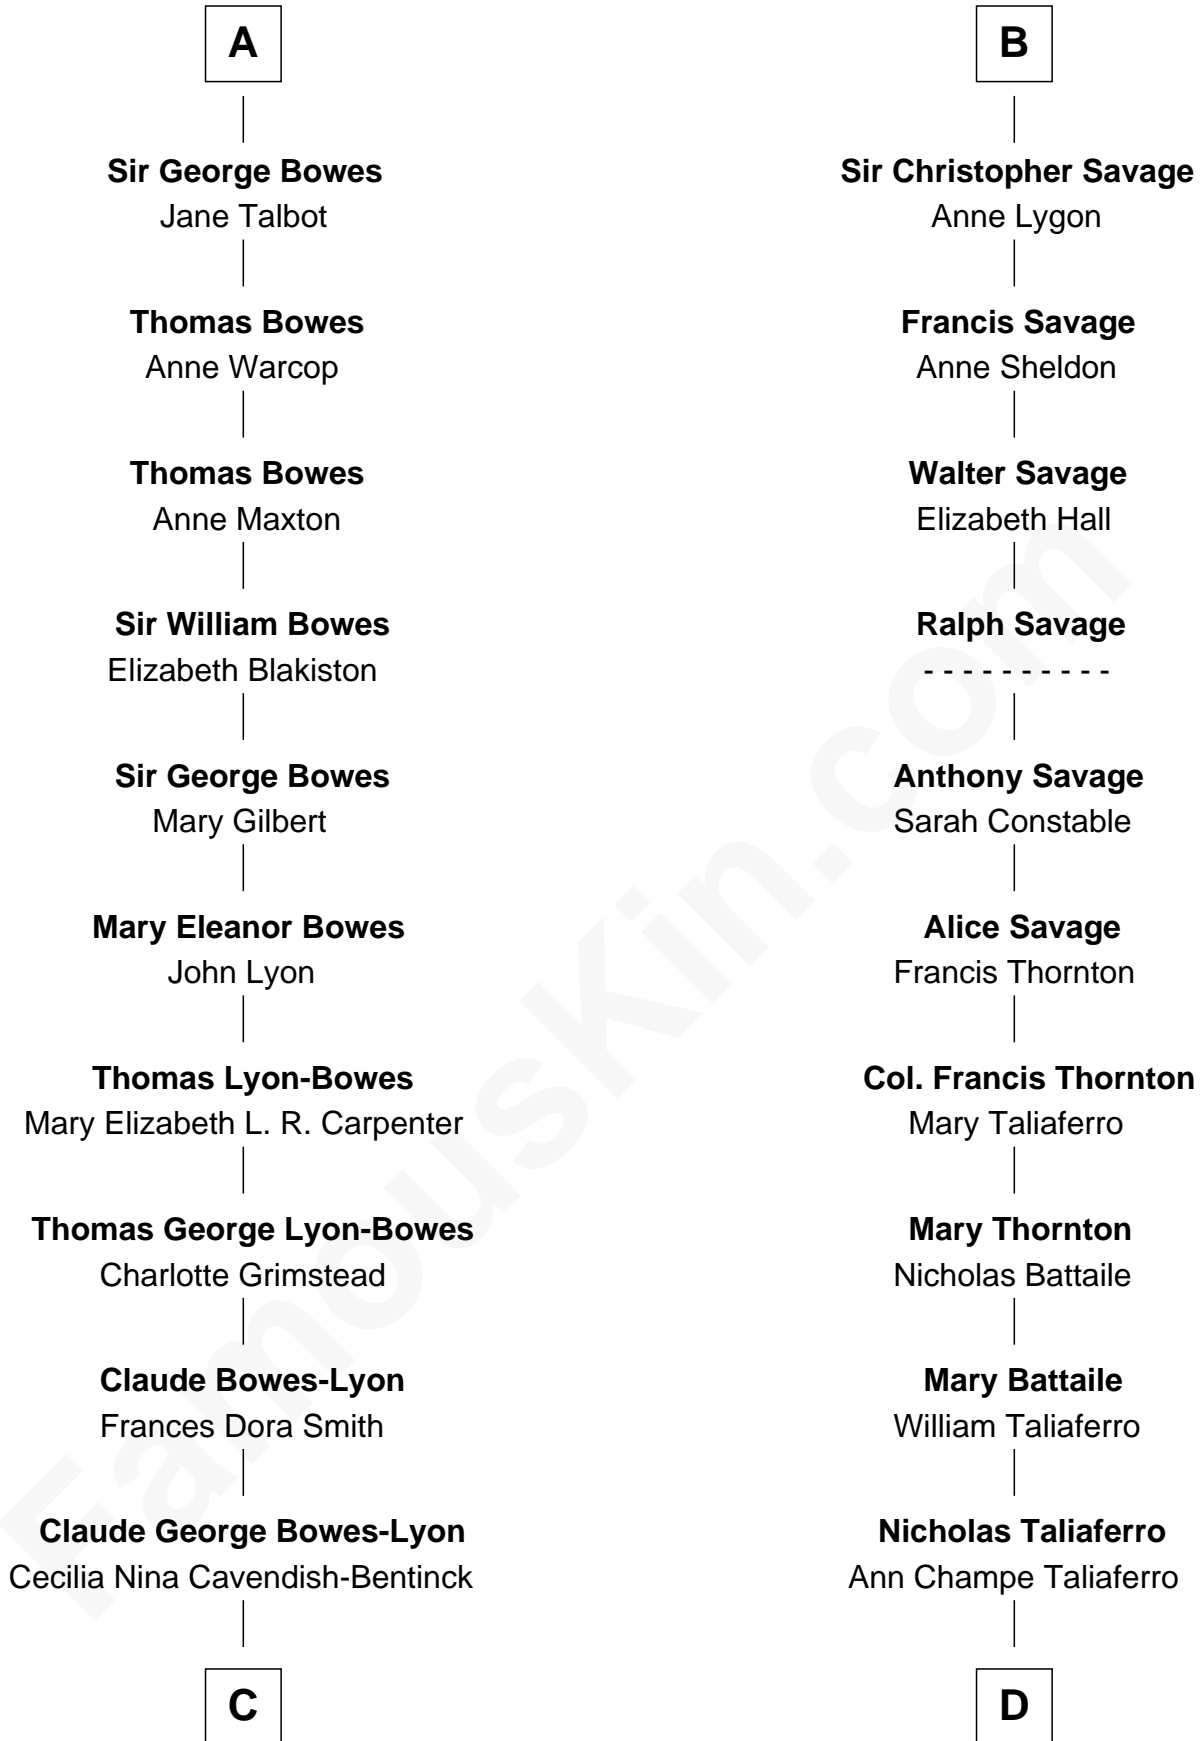 A
Sir George Bowes
Jane Talbot
Thomas Bowes
Anne Warcop
Thomas Bowes
Anne Maxton
Sir William Bowes
Elizabeth Blakiston
Sir George Bowes
Mary Gilbert
Mary Eleanor Bowes
John Lyon
Thomas Lyon-Bowes
Mary Elizabeth L. R. Carpenter
Thomas George Lyon-Bowes
Charlotte Grimstead
Claude Bowes-Lyon
Frances Dora Smith
Claude George Bowes-Lyon
Cecilia Nina Cavendish-Bentinck
C
B
Sir Christopher Savage
Anne Lygon
Francis Savage
Anne Sheldon
Walter Savage
Elizabeth Hall
Ralph Savage
- - - - - - - - - -
Anthony Savage
Sarah Constable
Alice Savage
Francis Thornton
Col. Francis Thornton
Mary Taliaferro
Mary Thornton
Nicholas Battaile
Mary Battaile
William Taliaferro
Nicholas Taliaferro
Ann Champe Taliaferro
D
FamousKin.com